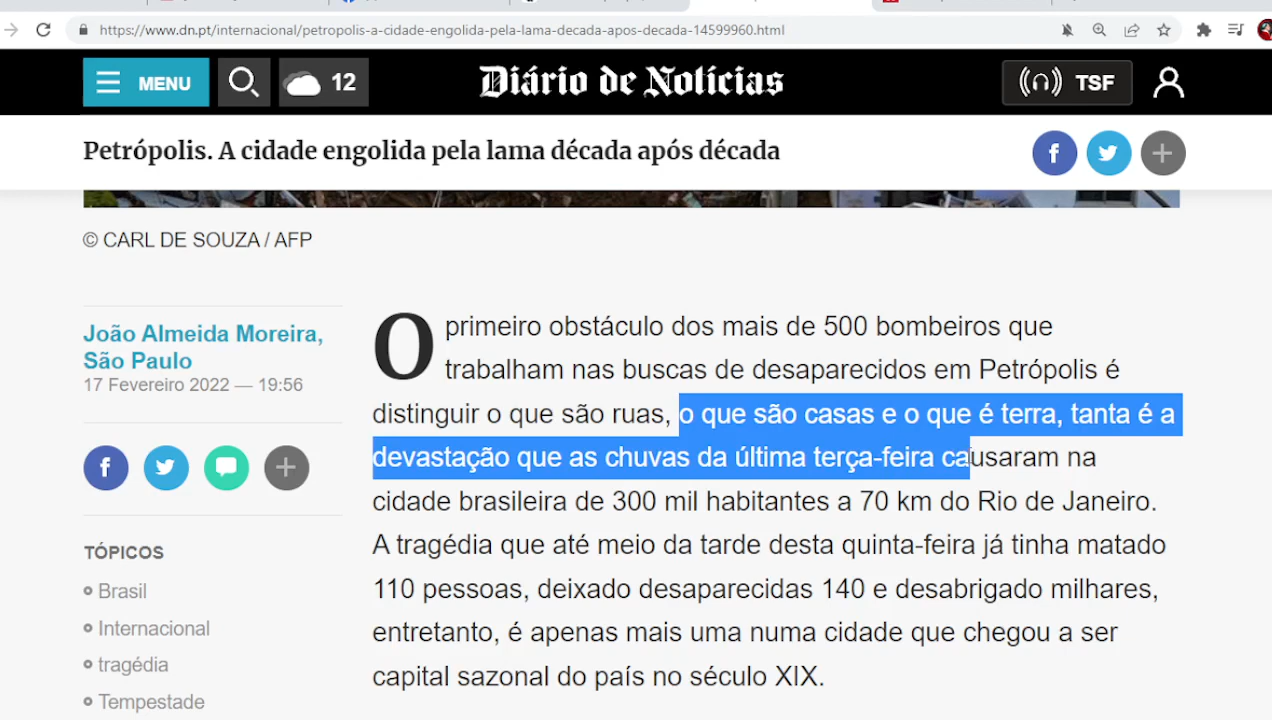 https://www.dn.pt/internacional/petropolis-a-cidade-engolida-pela-lama-decada-apos-decada-14599960.html
MENU
12
Diário de Notícias
TSF
Petrópolis. A cidade engolida pela lama década após década
© CARL DE SOUZA / AFP
João Almeida Moreira,
São Paulo
17 Fevereiro 2022 — 19:56
TÓPICOS
Brasil
Internacional
tragédia
Tempestade
O primeiro obstáculo dos mais de 500 bombeiros que
trabalham nas buscas de desaparecidos em Petrópolis é
distinguir o que são ruas, o que são casas e o que é terra, tanta é a
devastação que as chuvas da última terça-feira causaram na
cidade brasileira de 300 mil habitantes a 70 km do Rio de Janeiro.
A tragédia que até meio da tarde desta quinta-feira já tinha matado
110 pessoas, deixado desaparecidas 140 e desabrigado milhares,
entretanto, é apenas mais uma numa cidade que chegou a ser
capital sazonal do país no século XIX.